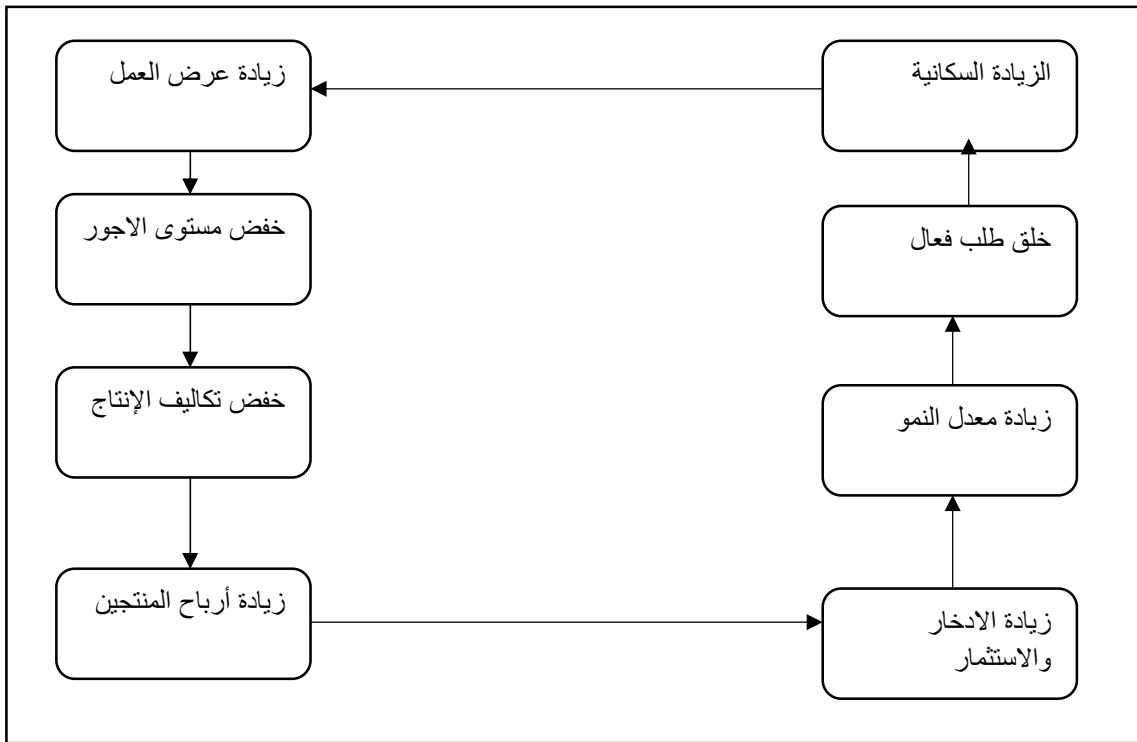 الزيادة السكانية
زيادة عرض العمل
خفض مستوى الاجور
خلق طلب فعال
خفض تكاليف الإنتاج
زبادة معدل النمو
زيادة أرباح المنتجين
زيادة الادخار
والاستثمار